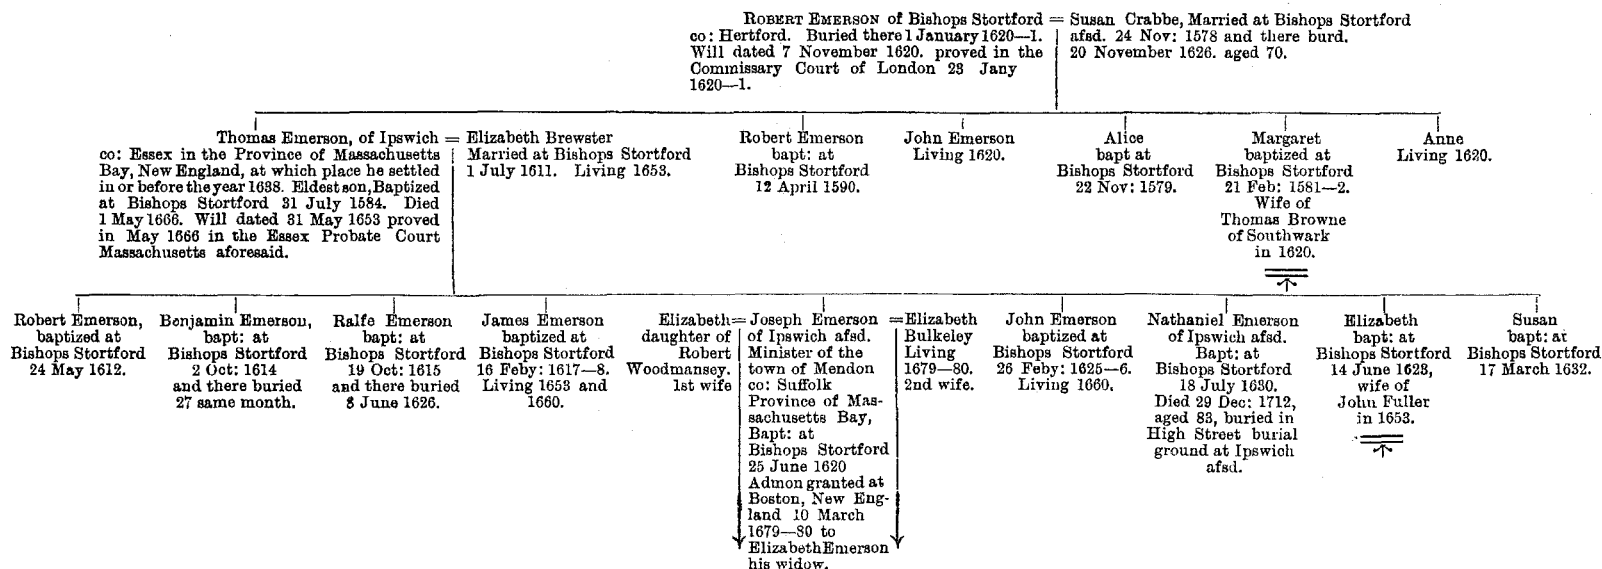 ROBERT EMERSON of Bishops Stortford = Susan Crabbe, Married at Bishops Stortford
co: Hertford. Buried there 1 January 1620—1.
Will dated 7 November 1620. proved in the
Commissary Court of London 23 Jany
1620—1.
afsd. 24 Nov: 1578 and there burd.
20 November 1626. aged 70.
Thomas Emerson, of Ipswich =
co: Essex in the Province of Massachusetts
Bay, New England, at which place he settled
in or before the year 1638. Eldest son, Baptized
at Bishops Stortford 31 July 1584. Died
1 May 1666. Will dated 31 May 1653 proved
in May 1666 in the Essex Probate Court
Massachusetts aforesaid.
Elizabeth Brewster
Married at Bishops Stortford
1 July 1611. Living 1653.
Robert Emerson
bapt: at
Bishops Stortford
12 April 1590.
John Emerson
Living 1620.
Alice
bapt at
Bishops Stortford
22 Nov: 1579.
Margaret
baptized at
Bishops Stortford
21 Feb: 1581—2.
Wife of
Thomas Browne
of Southwark
in 1620.
Anne
Living 1620.
Robert Emerson,
baptized at
Bishops Stortford
24 May 1612.
Benjamin Emerson,
bapt: at
Bishops Stortford
2 Oct: 1614
and there buried
27 same month.
Ralfe Emerson
bapt: at
Bishops Stortford
19 Oct: 1615
and there buried
8 June 1626.
James Emerson
baptized at
Bishops Stortford
16 Feby: 1617—8.
Living 1653 and
1660.
Elizabeth=
daughter of
Robert
Woodmansey.
1st wife
Joseph Emerson
of Ipswich afsd.
Minister of the
town of Mendon
co: Suffolk
Province of Mas-
sachusetts Bay,
Bapt: at
Bishops Stortford
25 June 1620
Admon granted at
Boston, New Eng-
land 10 March
1679—80 to
Elizabeth Emerson
his widow.
=Elizabeth
Bulkeley
Living
1679—80.
2nd wife.
John Emerson
baptized at
Bishops Stortford
26 Feby: 1625—6.
Living 1660.
Nathaniel Emerson
of Ipswich afsd.
Bapt: at
Bishops Stortford
18 July 1630.
Died 29 Dec: 1712,
aged 83, buried in
High Street burial
ground at Ipswich
afsd.
Elizabeth
bapt: at
Bishops Stortford
14 June 1623,
wife of
John Fuller
in 1653.
Susan
bapt: at
Bishops Stortford
17 March 1632.